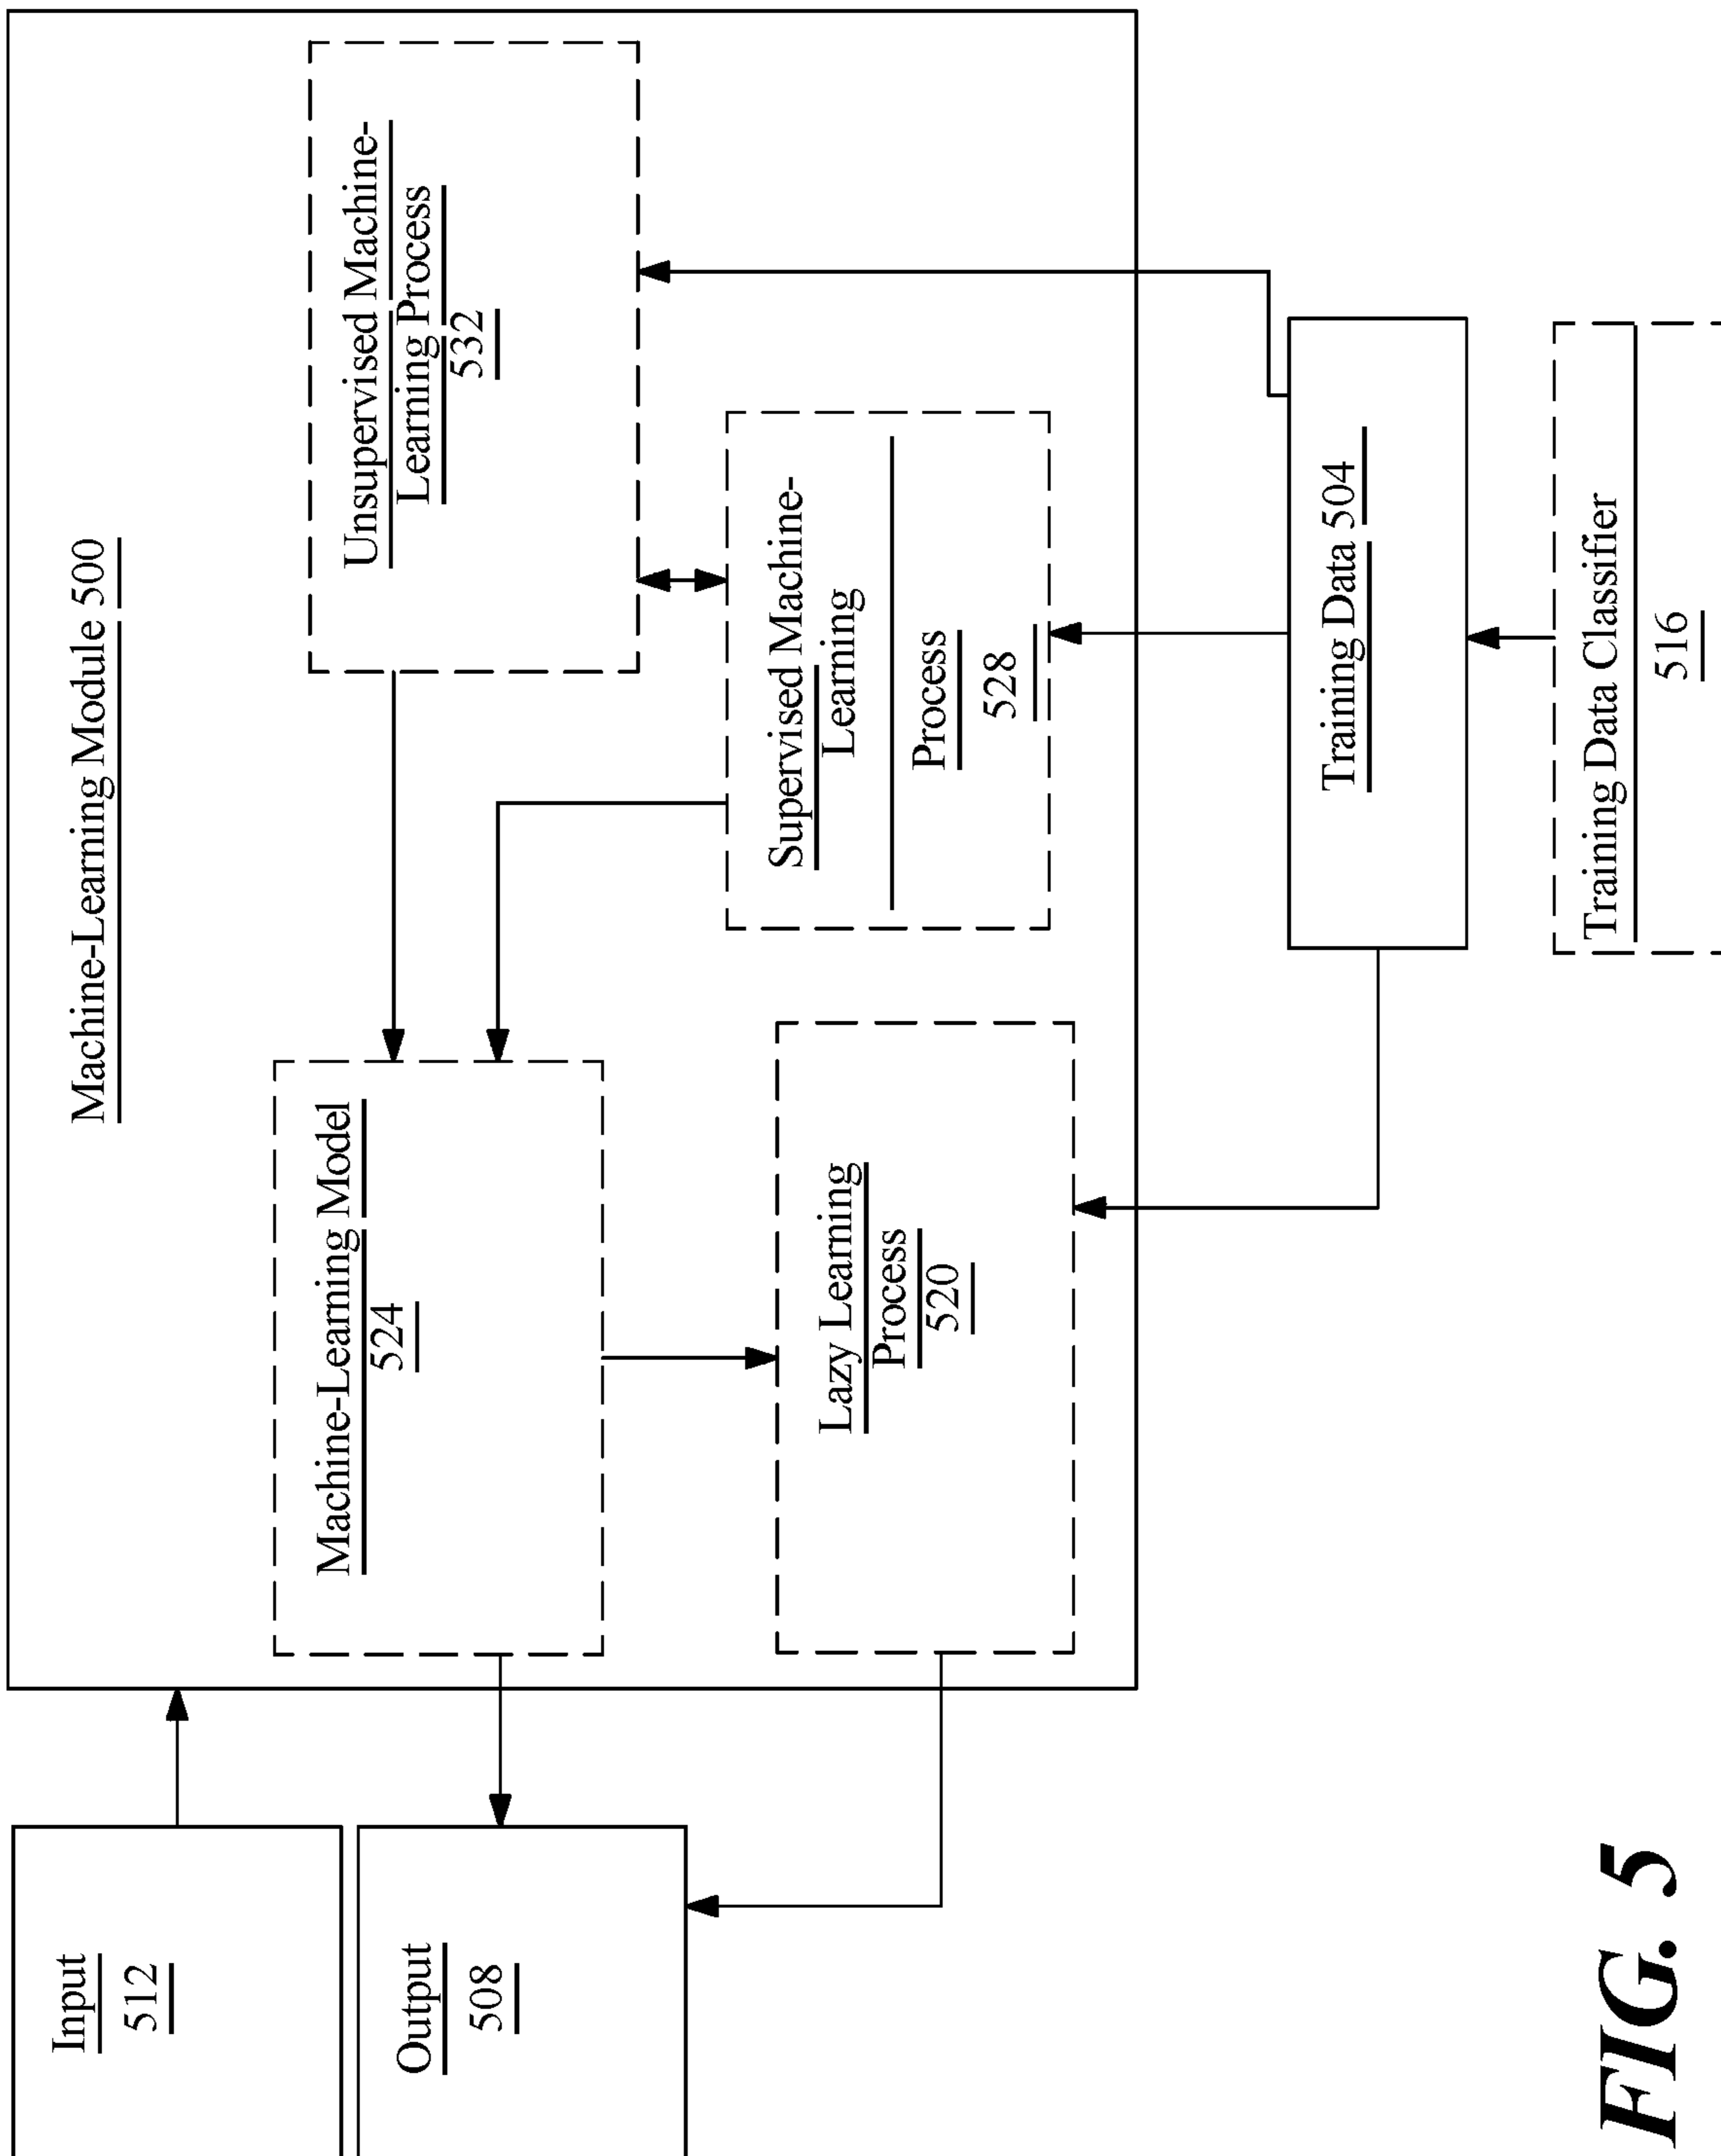 Machine-Learning Module 500
Input
512
Output
508
Machine-Learning Model
524
Unsupervised Machine-
Learning Process
532
Supervised Machine-
Learning
Process
528
Lazy Learning
Process
520
Training Data 504
Training Data Classifier
516
FIG. 5